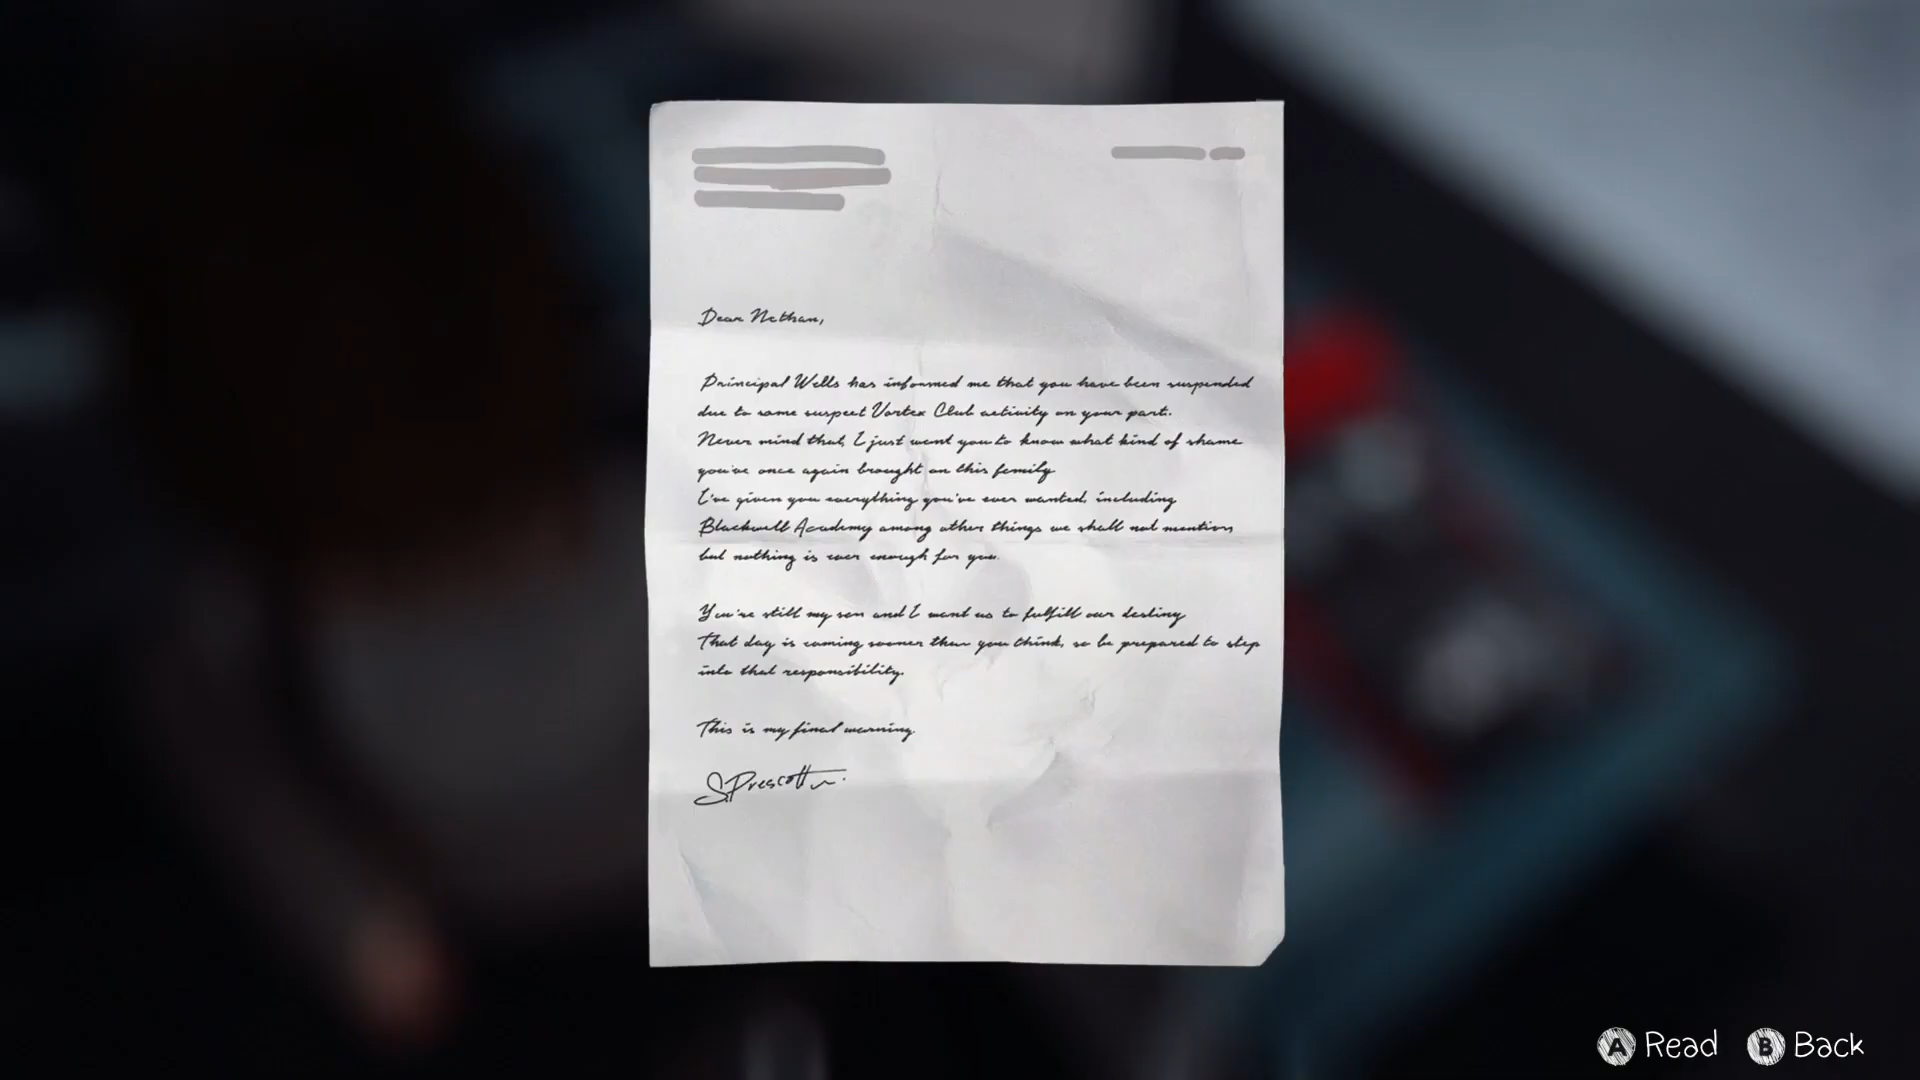 Dear Nathan,
Principal Wells has informed me that you have been suspended
due to some suspect Vortex Club activity on your part.
Never mind that, I just want you to know what kind of shame
you've once again brought on this family
I've given you everything you've ever wanted, including
Blackwell Academy among other things we shall not mention,
but nothing is ever enough for you.
You're still my son and I want us to fulfill our destiny
That day is coming sooner than you think, so be prepared to step
into that responsibility.
This is my final warning.
S.Prescott
A Read B Back